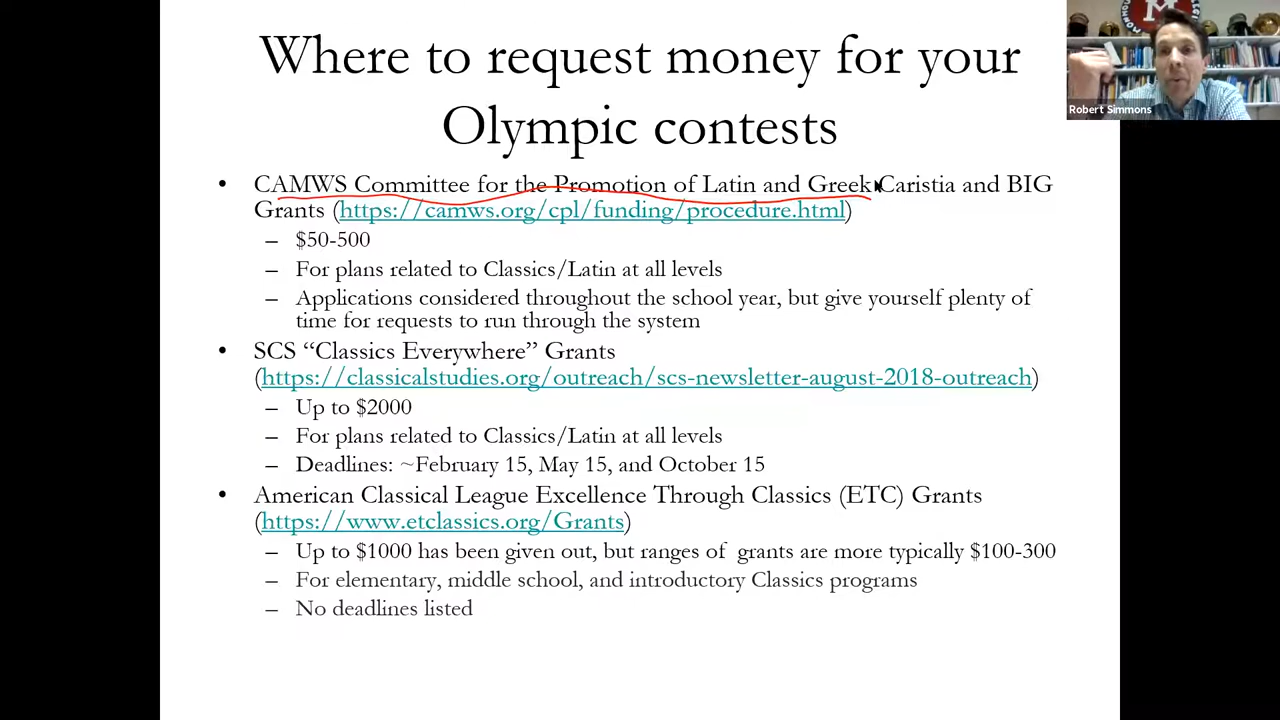 Where to request money for your
Olympic contests
• CAMWS Committee for the Promotion of Latin and Greek Caristia and BIG
Grants (https://camws.org/cpl/funding/procedure.html)
– $50-500
– For plans related to Classics/Latin at all levels
– Applications considered throughout the school year, but give yourself plenty of
time for requests to run through the system
• SCS “Classics Everywhere” Grants
(https://classicalstudies.org/outreach/scs-newsletter-august-2018-outreach)
– Up to $2000
– For plans related to Classics/Latin at all levels
– Deadlines: ~February 15, May 15, and October 15
• American Classical League Excellence Through Classics (ETC) Grants
(https://www.etclassics.org/Grants)
– Up to $1000 has been given out, but ranges of grants are more typically $100-300
– For elementary, middle school, and introductory Classics programs
– No deadlines listed
M
Robert Simmons